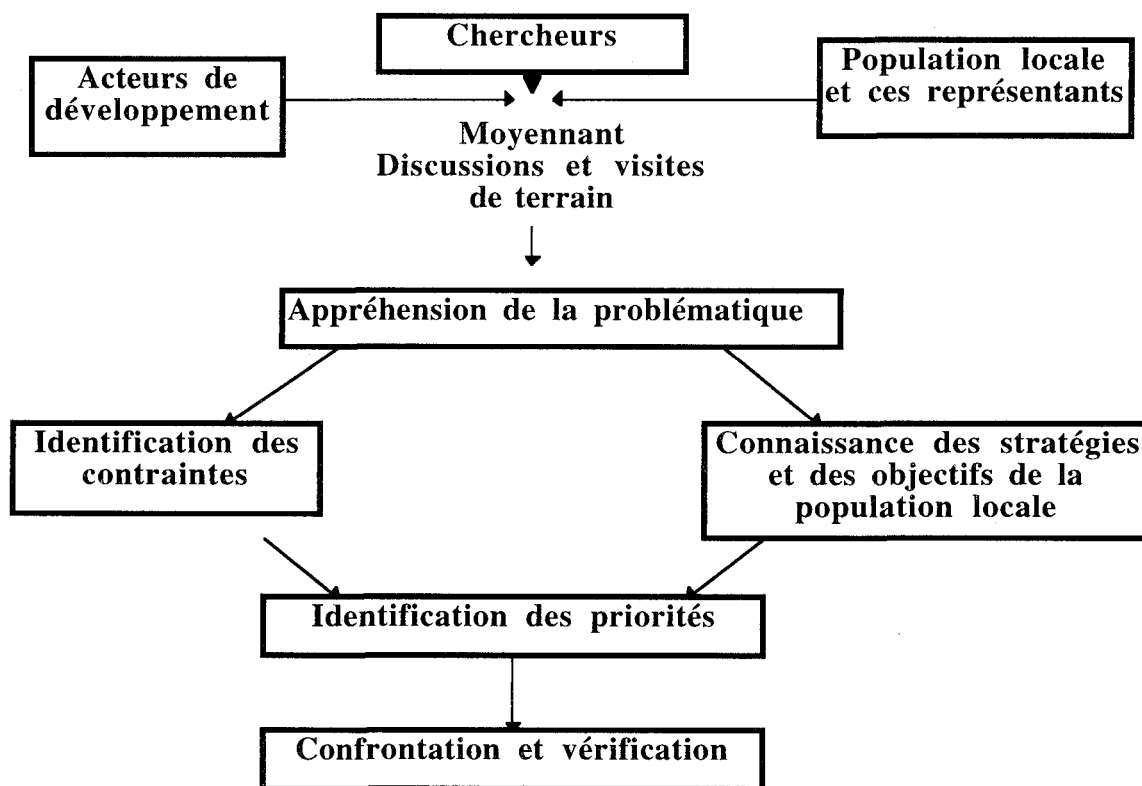 Chercheurs
Acteurs de
développement
Population locale
et ces représentants
Moyennant
Discussions et visites
de terrain
Appréhension de la problématique
Identification des
contraintes
Connaissance des stratégies
et des objectifs de la
population locale
Identification des priorités
Confrontation et vérification